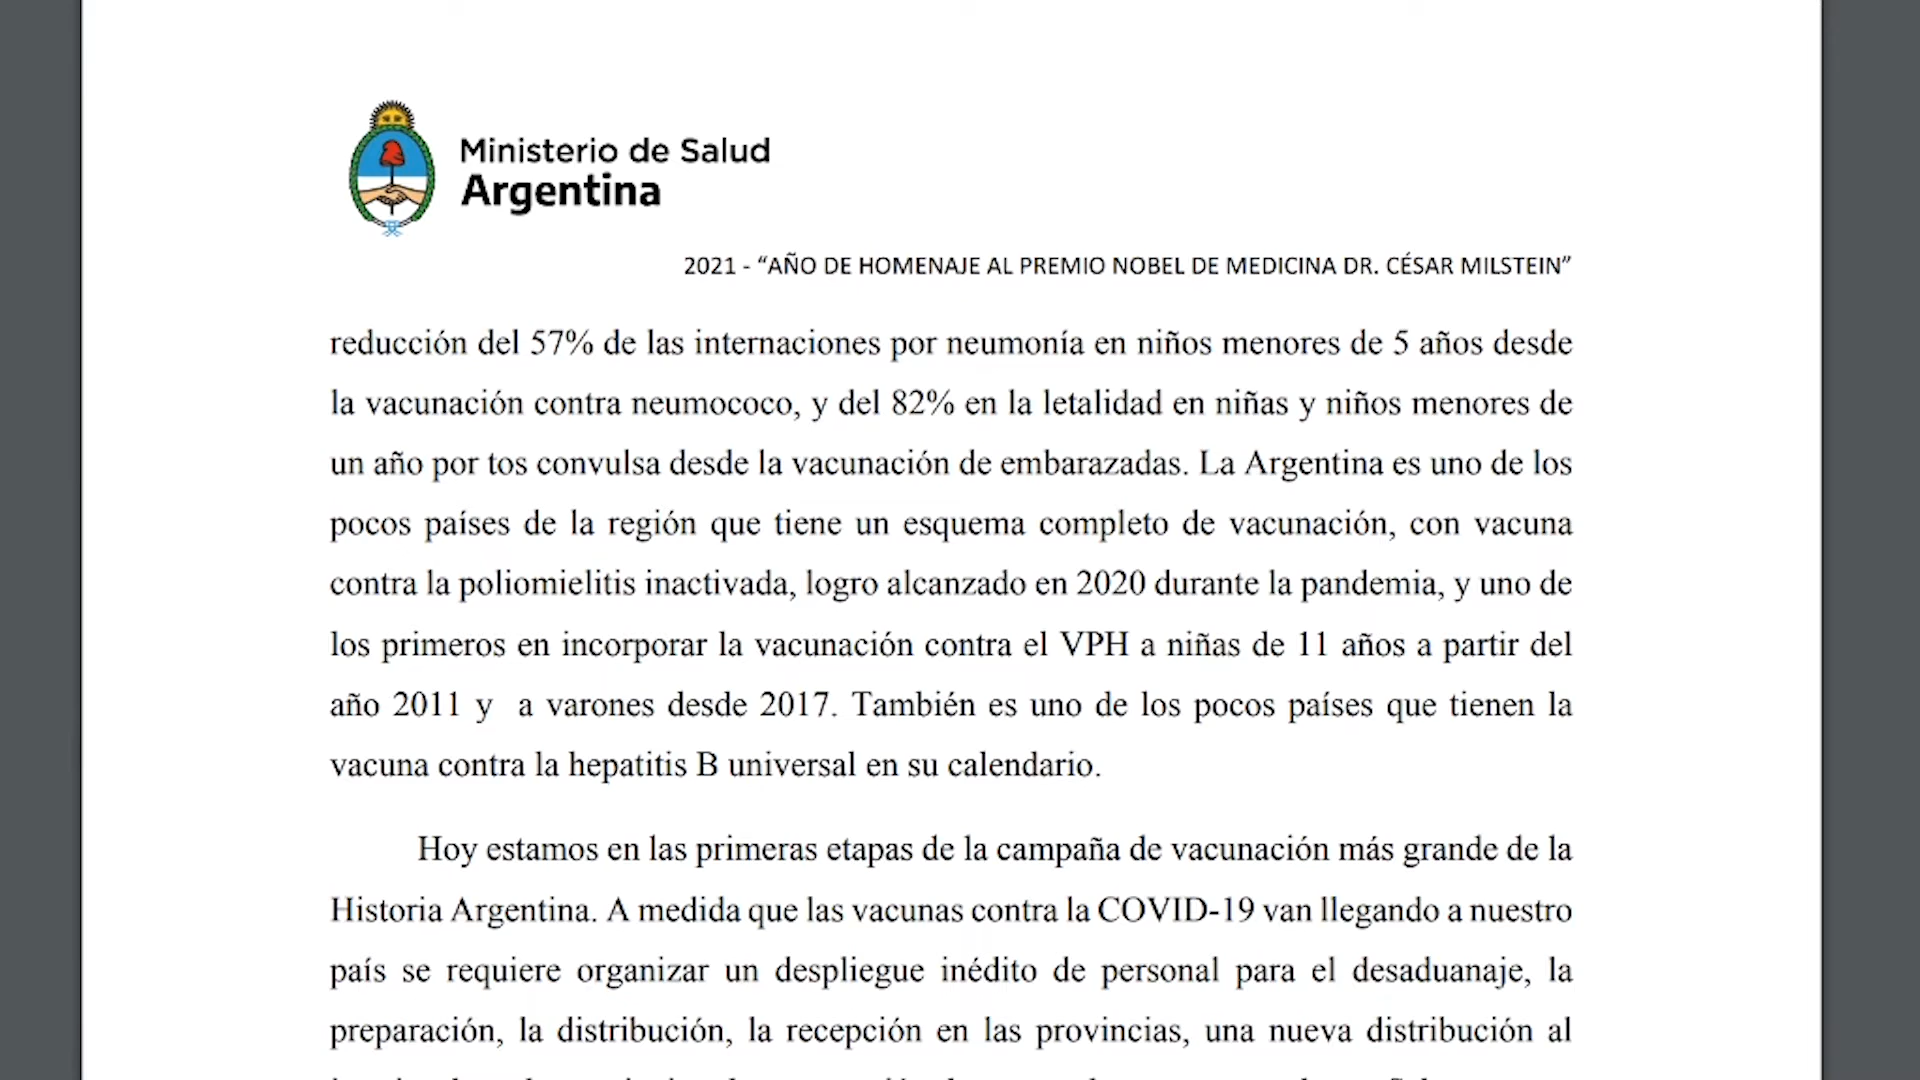 Ministerio de Salud
Argentina
2021 - “AÑO DE HOMENAJE AL PREMIO NOBEL DE MEDICINA DR. CÉSAR MILSTEIN”
reducción del 57% de las internaciones por neumonía en niños menores de 5 años desde
la vacunación contra neumococo, y del 82% en la letalidad en niñas y niños menores de
un año por tos convulsa desde la vacunación de embarazadas. La Argentina es uno de los
pocos países de la región que tiene un esquema completo de vacunación, con vacuna
contra la poliomielitis inactivada, logro alcanzado en 2020 durante la pandemia, y uno de
los primeros en incorporar la vacunación contra el VPH a niñas de 11 años a partir del
año 2011 y  a varones desde 2017. También es uno de los pocos países que tienen la
vacuna contra la hepatitis B universal en su calendario.
Hoy estamos en las primeras etapas de la campaña de vacunación más grande de la
Historia Argentina. A medida que las vacunas contra la COVID-19 van llegando a nuestro
país se requiere organizar un despliegue inédito de personal para el desaduanaje, la
preparación, la distribución, la recepción en las provincias, una nueva distribución al